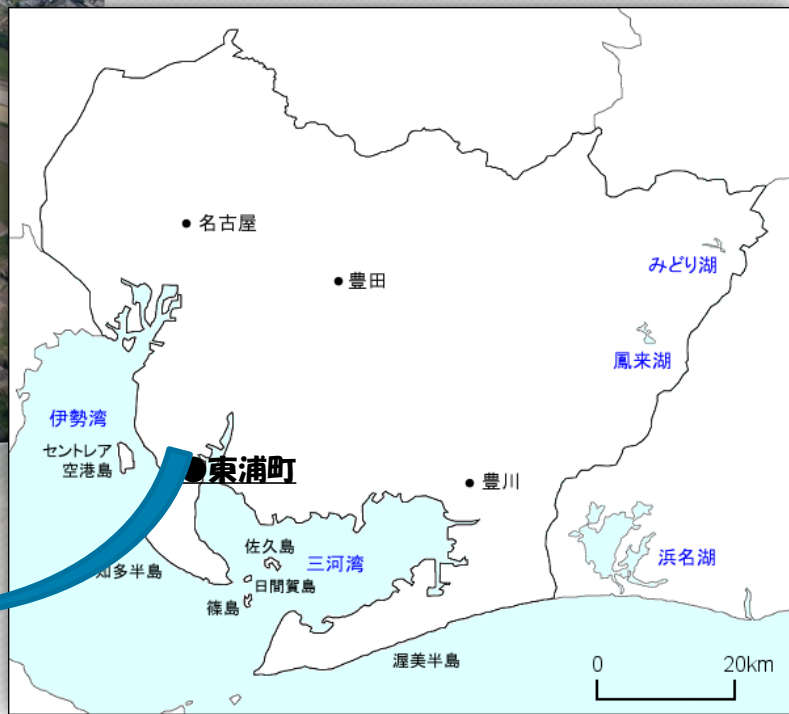 名古屋
豊田
みどり湖
鳳来湖
伊勢湾
セントレア
空港島
東浦町
豊川
佐久島
三河湾
浜名湖
知多半島
日間賀島
篠島
渥美半島
0 20km